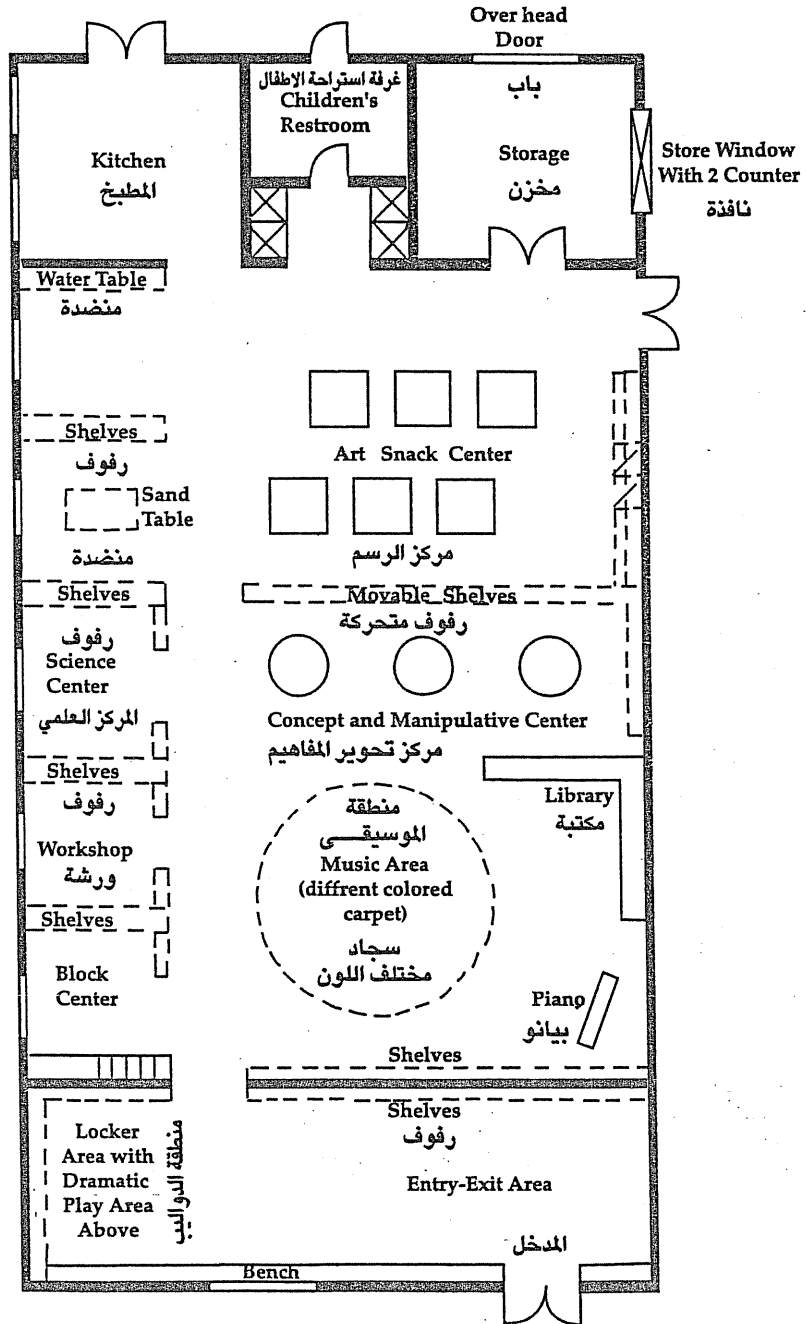 Over head
Door
باب
غرفة استراحة الاطفال
Children's
Restroom
Kitchen
المطبخ
Storage
مخزن
Store Window
With 2 Counter
نافذة
Water Table
منضدة
Shelves
رفوف
Art Snack Center
Sand
Table
منضدة
مركز الرسم
Shelves
رفوف
Movable Shelves
رفوف متحركة
Science
Center
المركز العلمي
Concept and Manipulative Center
مركز تحوير المفاهيم
Shelves
رفوف
Library
مكتبة
منطقة
الموسيقــى
Music Area
(diffrent colored
carpet)
سجاد
مختلف اللون
Workshop
ورشة
Shelves
Block
Center
Piano
بيانو
Shelves
Shelves
رفوف
Locker
Area with
Dramatic
Play Area
Above
منطقة الدواليب
Entry-Exit Area
المدخل
Bench